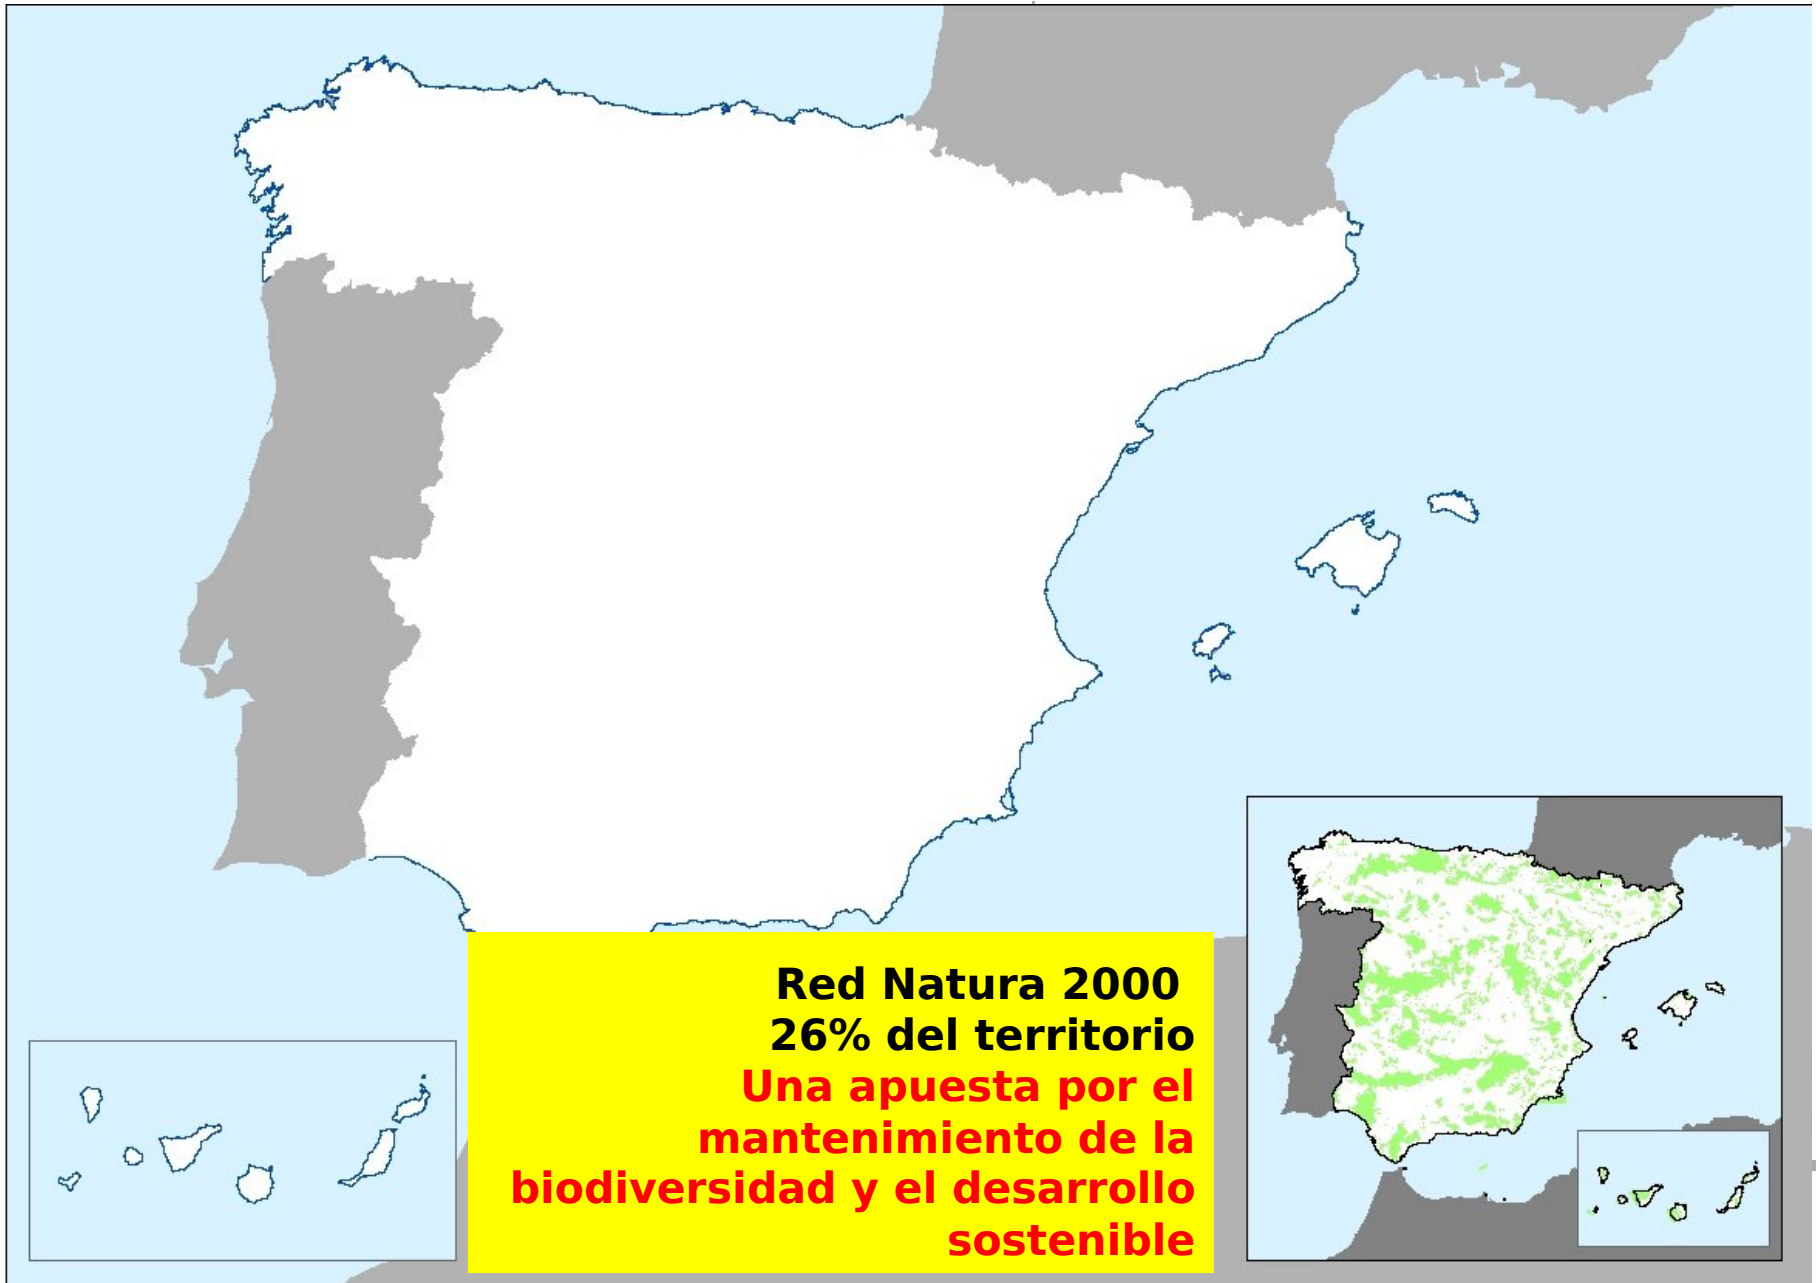 Red Natura 2000
26% del territorio
Una apuesta por el
mantenimiento de la
biodiversidad y el desarrollo
sostenible